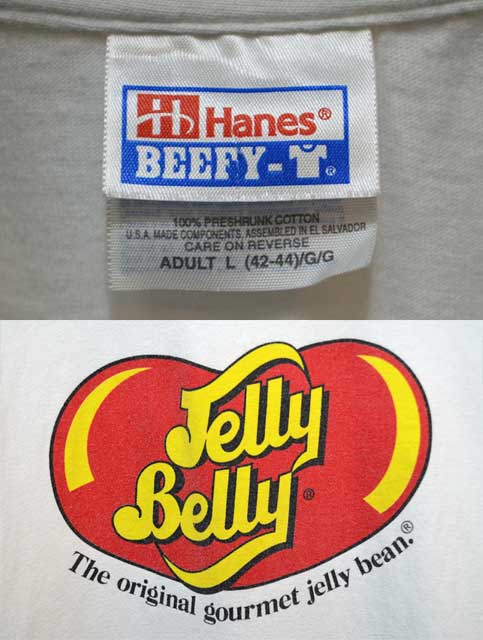 Hanes®
BEEFY-T®
100% PRESHRUNK COTTON
U.S.A. MADE COMPONENTS, ASSEMBLED IN EL SALVADOR
CARE ON REVERSE
ADULT L (42-44)/G/G
Jelly
Belly®
The original gourmet jelly bean.®